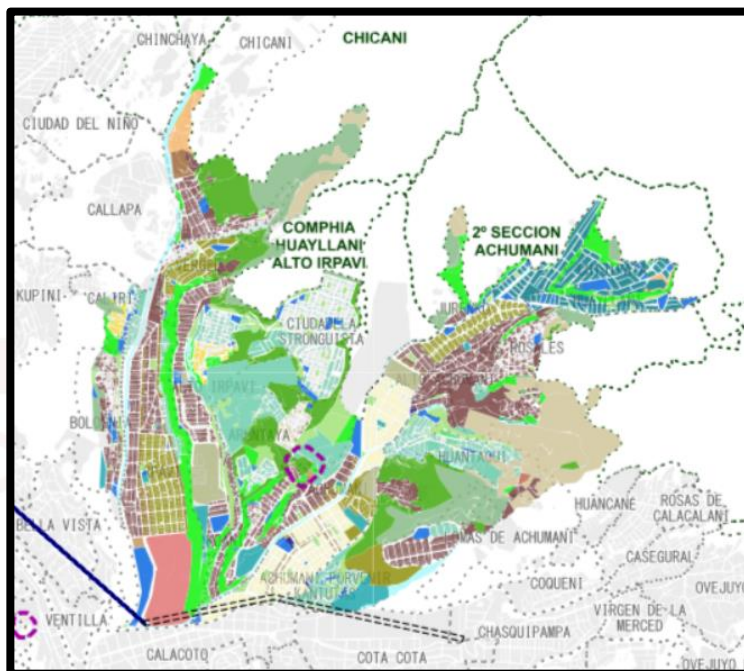 CHINCHAYA
CHICANI
CHICANI
CIUDAD DEL NIÑO
CALLAPA
COMPHIA
HUAYLLANI
ALTO IRPAVI
2º SECCION
ACHUMANI
KUPINI
CALIRI
CIUDADELA
STRONGUISTA
ROSALES
IRPAVI
HUANTAQUI
BELLA VISTA
HUANCANE
ROSAS DE
CALACALANI
LOMAS DE ACHUMANI
CASEGURAL
ACHUMANI PORVENIR
KANTUTAS
COQUENI
OVEJUYO
VENTILLA
VIRGEN DE LA
MERCED
CHASQUIPAMPA
CALACOTO
COTA COTA
OVEJUYO